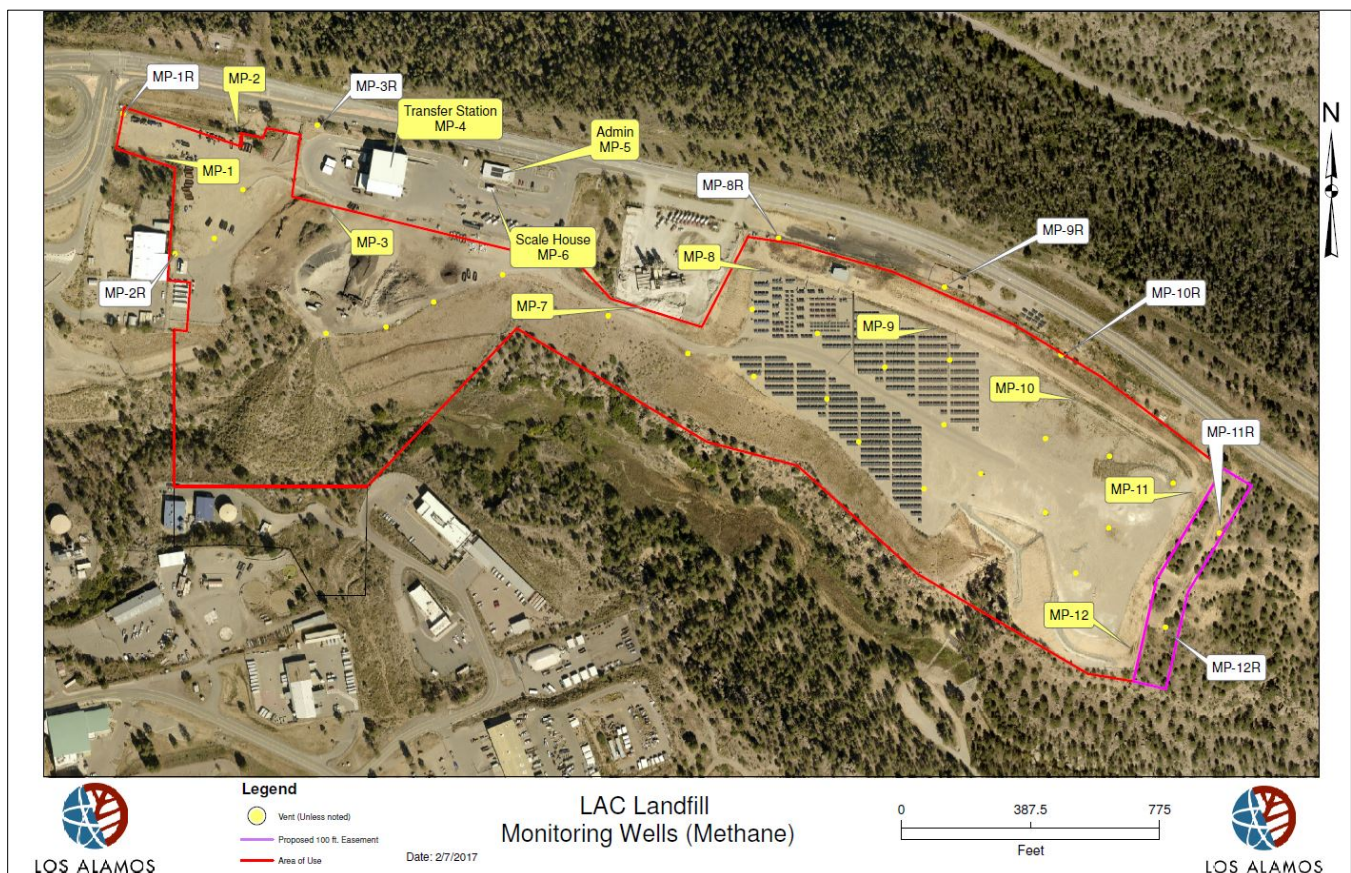 MP-1R
MP-2
MP-3R
Transfer Station
MP-4
Admin
MP-5
N
MP-1
MP-8R
MP-3
Scale House
MP-6
MP-8
MP-9R
MP-2R
MP-7
MP-9
MP-10R
MP-10
MP-11R
MP-11
MP-12
MP-12R
LOS ALAMOS
Legend
Vent (Unless noted)
Proposed 100 ft. Easement
Area of Use
Date: 2/7/2017
LAC Landfill
Monitoring Wells (Methane)
0 387.5 775
Feet
LOS ALAMOS